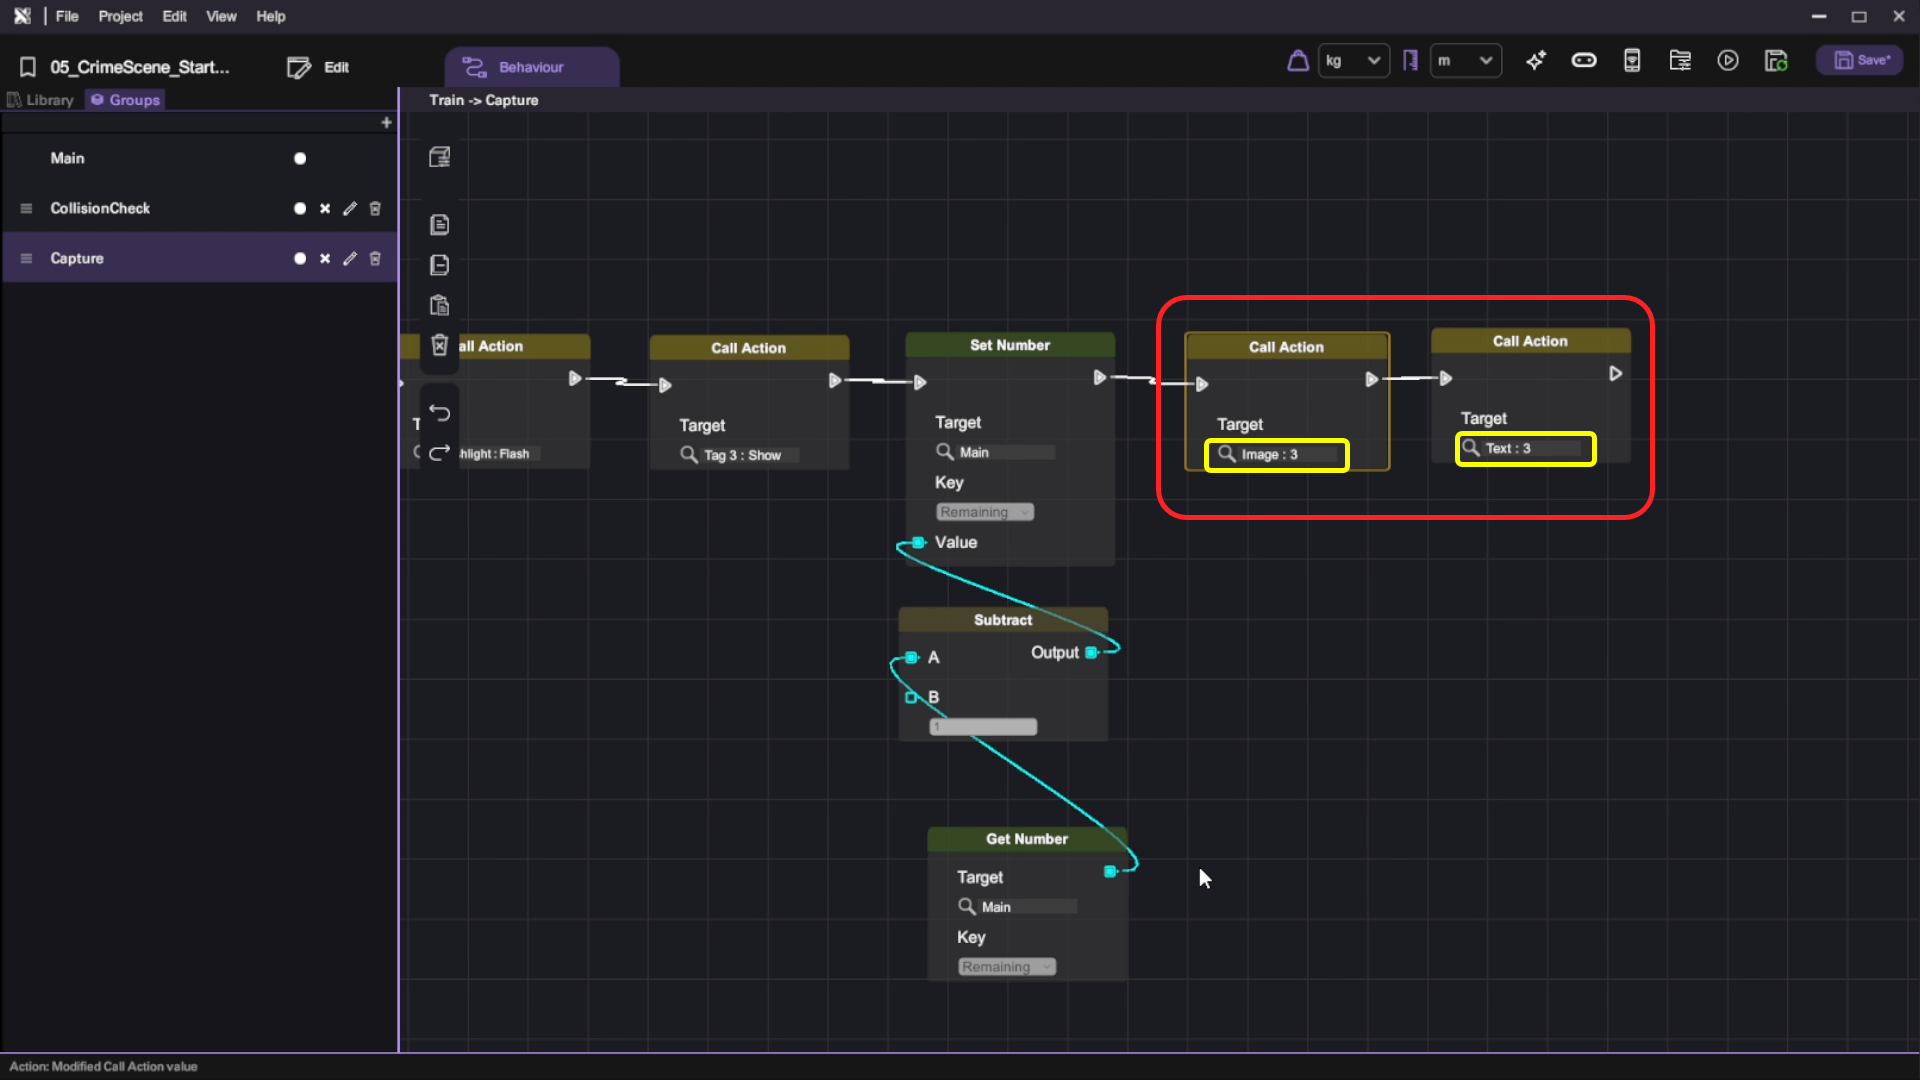 File Project Edit View Help
05_CrimeScene_Start... Edit Behaviour kg m Save*
Library Groups
Train -> Capture
Main
CollisionCheck
Capture
all Action
hlight : Flash
Call Action
Target
Tag 3 : Show
Set Number
Target
Main
Key
Remaining
Value
Call Action
Target
Image : 3
Call Action
Target
Text : 3
Subtract
A Output
B
1
Get Number
Target
Main
Key
Remaining
Action: Modified Call Action value